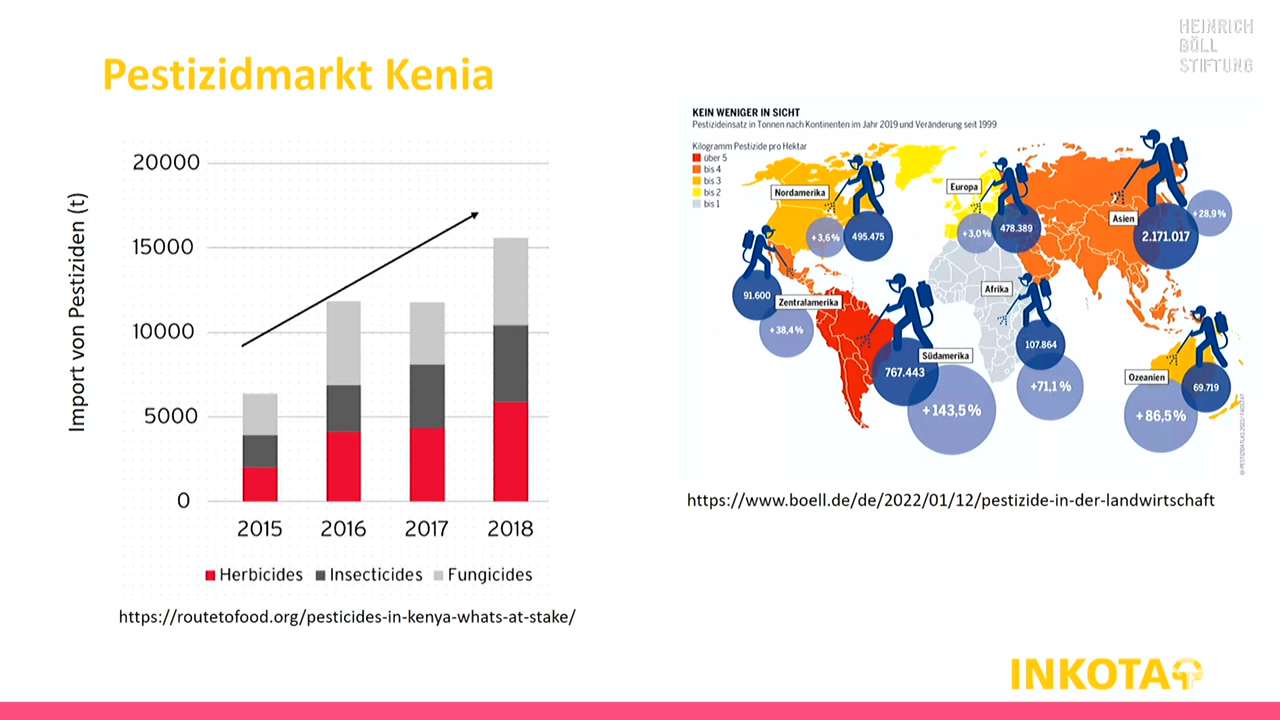 HEINRICH
BÖLL
STIFTUNG
Pestizidmarkt Kenia
Import von Pestiziden (t)
20000
15000
10000
5000
0
2015 2016 2017 2018
Herbicides Insecticides Fungicides
https://routetofood.org/pesticides-in-kenya-whats-at-stake/
KEIN WENIGER IN SICHT
Pestizideinsatz in Tonnen nach Kontinenten im Jahr 2019 und Veränderung seit 1999
Kilogramm Pestizide pro Hektar
über 5
bis 4
bis 3
bis 2
bis 1
Nordamerika
+3,6%
495.475
Europa
+3,0%
478.389
Asien
2.171.017
+28,9%
91.600
Zentralamerika
+38,4%
Afrika
107.864
+71,1%
Südamerika
767.443
+143,5%
Ozeanien
69.719
+86,5%
© PESTIZIDATLAS 2022 / FAOSTAT
https://www.boell.de/de/2022/01/12/pestizide-in-der-landwirtschaft
INKOTA